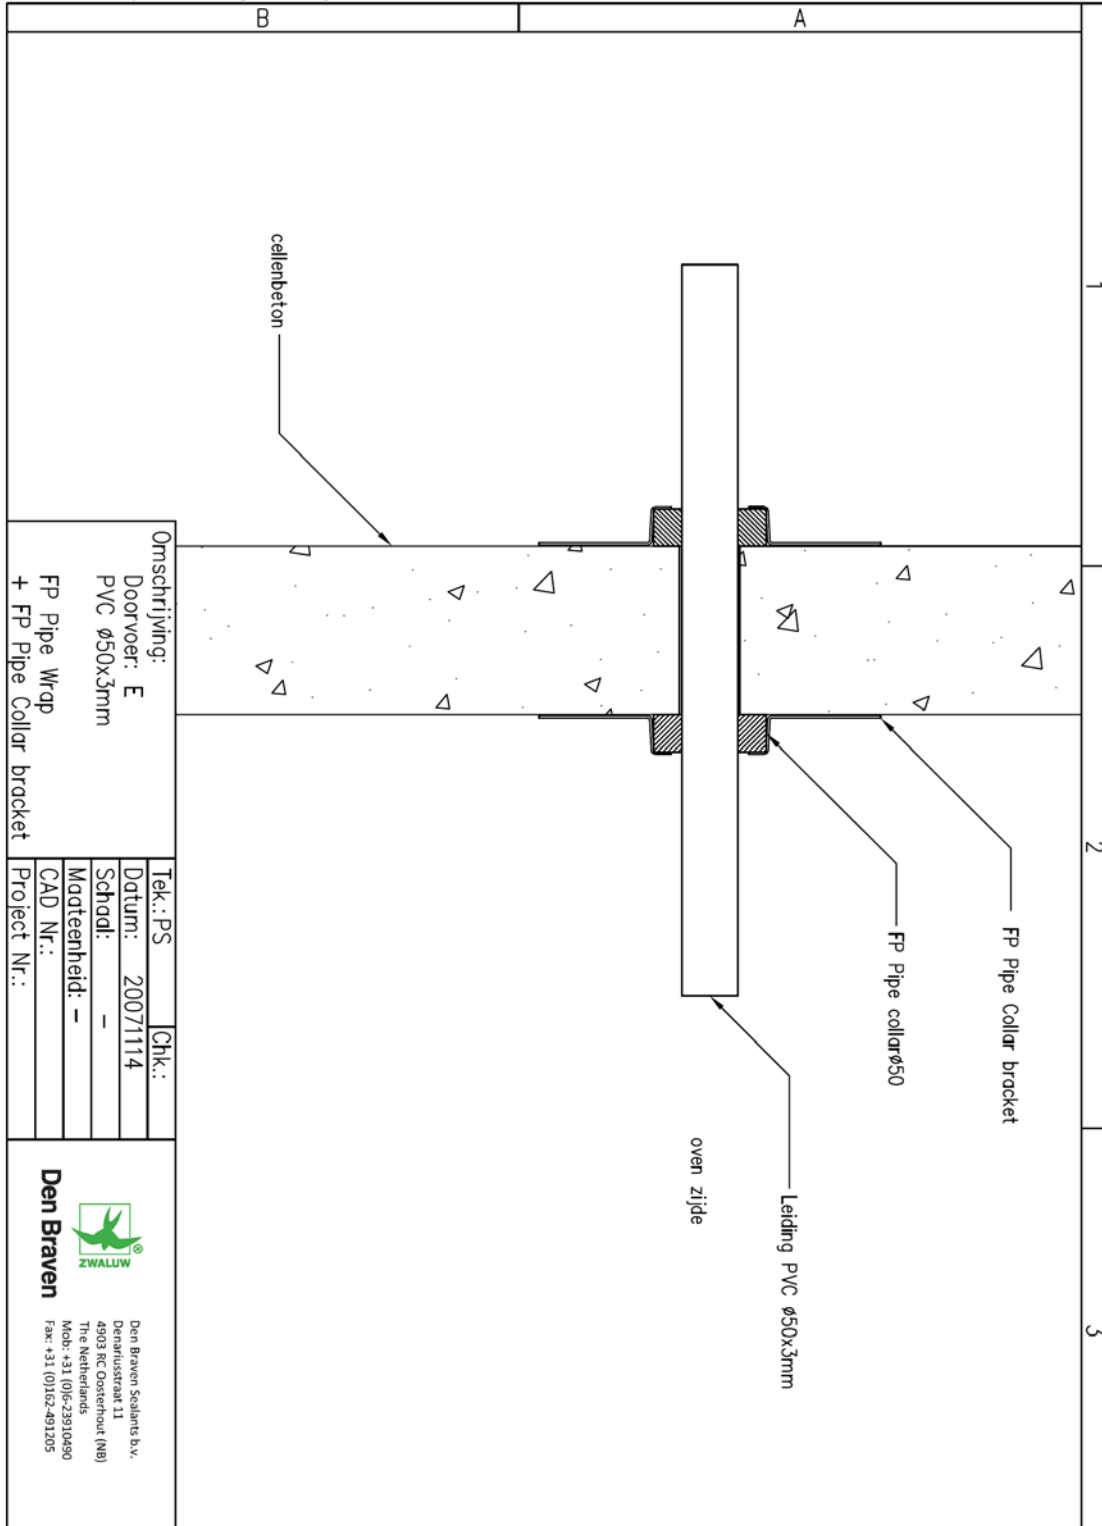 1
2
3
A
B
FP Pipe Collar bracket
FP Pipe collarø50
Leiding PVC ø50x3mm
oven zijde
cellenbeton
Omschrijving:
Doorvoer: E
PVC ø50x3mm
FP Pipe Wrap
+ FP Pipe Collar bracket
Tek.: PS
Chk.:
Datum: 20071114
Schaal: –
Maateenheid: –
CAD Nr.:
Project Nr.:
ZWALUW®
Den Braven
Den Braven Sealants b.v.
Denariusstraat 11
4903 RC Oosterhout (NB)
The Netherlands
Mob: +31 (0)6-23910490
Fax: +31 (0)162-491205